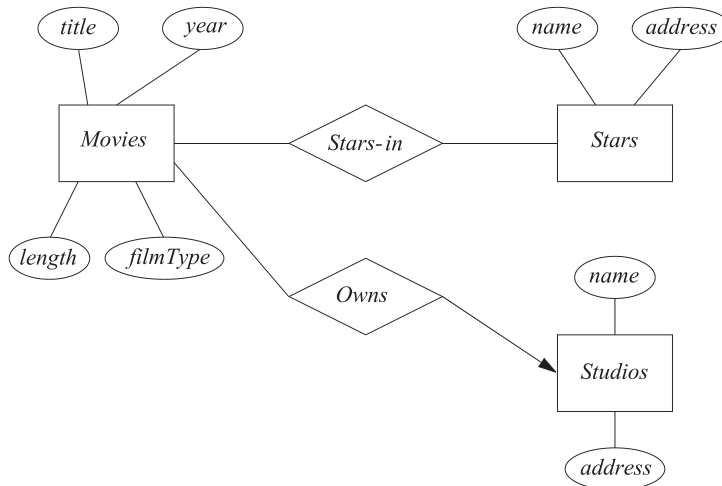 title
year
name
address
Movies
Stars-in
Stars
length
filmType
name
Owns
Studios
address